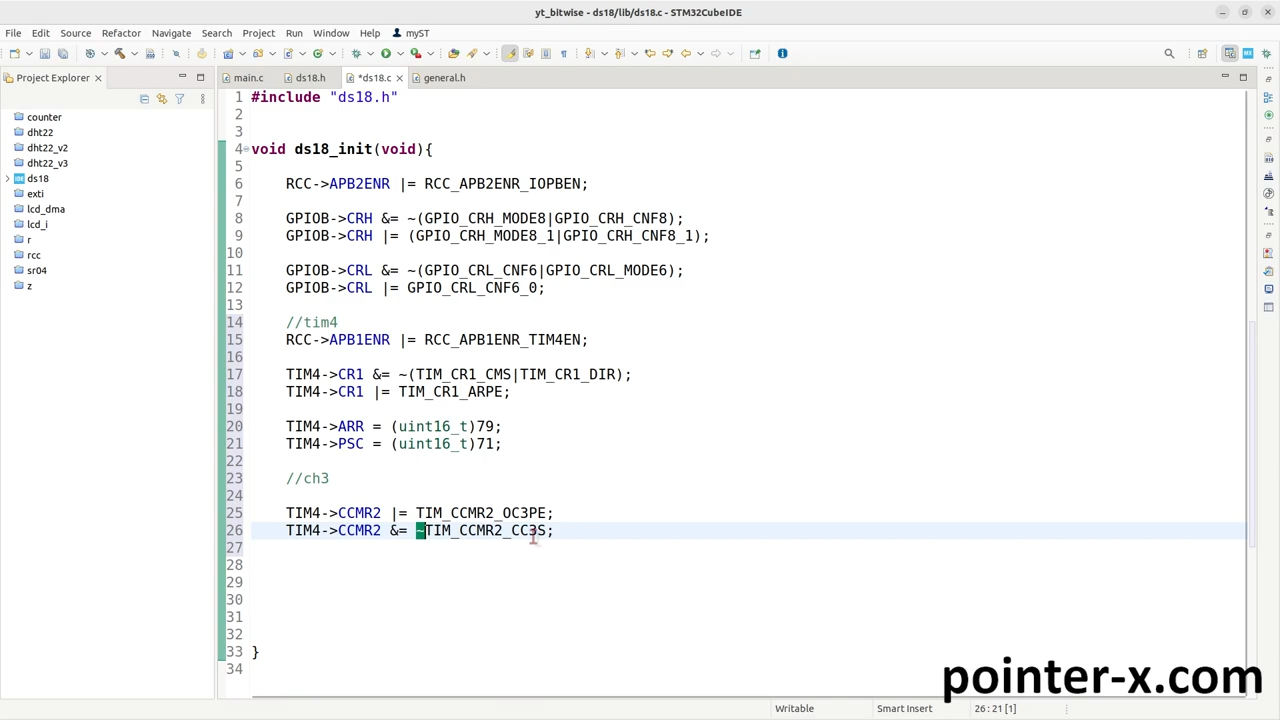 yt_bitwise - ds18/lib/ds18.c - STM32CubeIDE
File Edit Source Refactor Navigate Search Project Run Window Help myST
Project Explorer
main.c ds18.h *ds18.c general.h
counter
dht22
dht22_v2
dht22_v3
ds18
exti
lcd_dma
lcd_i
r
rcc
sr04
z
1 #include "ds18.h"
2
3
4 void ds18_init(void){
5
6 RCC->APB2ENR |= RCC_APB2ENR_IOPBEN;
7
8 GPIOB->CRH &= ~(GPIO_CRH_MODE8|GPIO_CRH_CNF8);
9 GPIOB->CRH |= (GPIO_CRH_MODE8_1|GPIO_CRH_CNF8_1);
10
11 GPIOB->CRL &= ~(GPIO_CRL_CNF6|GPIO_CRL_MODE6);
12 GPIOB->CRL |= GPIO_CRL_CNF6_0;
13
14 //tim4
15 RCC->APB1ENR |= RCC_APB1ENR_TIM4EN;
16
17 TIM4->CR1 &= ~(TIM_CR1_CMS|TIM_CR1_DIR);
18 TIM4->CR1 |= TIM_CR1_ARPE;
19
20 TIM4->ARR = (uint16_t)79;
21 TIM4->PSC = (uint16_t)71;
22
23 //ch3
24
25 TIM4->CCMR2 |= TIM_CCMR2_OC3PE;
26 TIM4->CCMR2 &= ~TIM_CCMR2_CC3S;
27
28
29
30
31
32
33 }
34
pointer-x.com
Writable Smart Insert 26 : 21 [1]